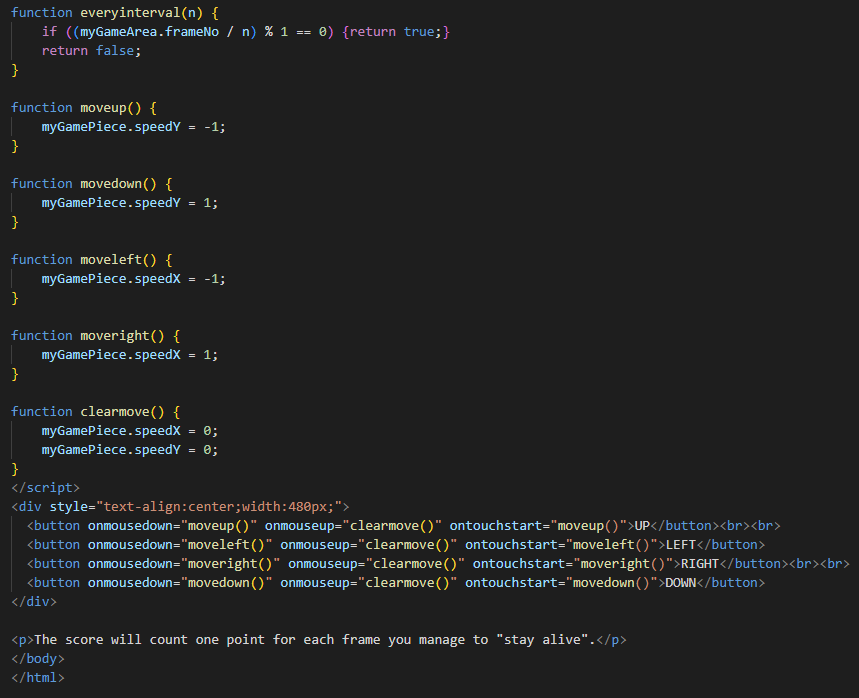 function everyinterval(n) {
    if ((myGameArea.frameNo / n) % 1 == 0) {return true;}
    return false;
}

function moveup() {
    myGamePiece.speedY = -1;
}

function movedown() {
    myGamePiece.speedY = 1;
}

function moveleft() {
    myGamePiece.speedX = -1;
}

function moveright() {
    myGamePiece.speedX = 1;
}

function clearmove() {
    myGamePiece.speedX = 0;
    myGamePiece.speedY = 0;
}
</script>
<div style="text-align:center;width:480px;">
  <button onmousedown="moveup()" onmouseup="clearmove()" ontouchstart="moveup()">UP</button><br><br>
  <button onmousedown="moveleft()" onmouseup="clearmove()" ontouchstart="moveleft()">LEFT</button>
  <button onmousedown="moveright()" onmouseup="clearmove()" ontouchstart="moveright()">RIGHT</button><br><br>
  <button onmousedown="movedown()" onmouseup="clearmove()" ontouchstart="movedown()">DOWN</button>
</div>

<p>The score will count one point for each frame you manage to "stay alive".</p>
</body>
</html>